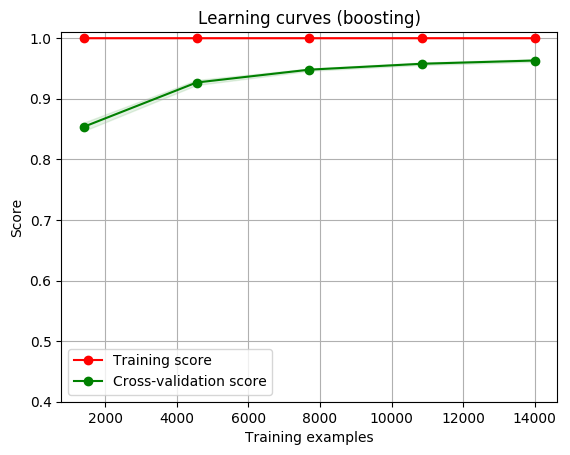 Learning curves (boosting)
1.0
0.9
0.8
0.7
0.6
0.5
0.4
Score
Training score
Cross-validation score
2000 4000 6000 8000 10000 12000 14000
Training examples